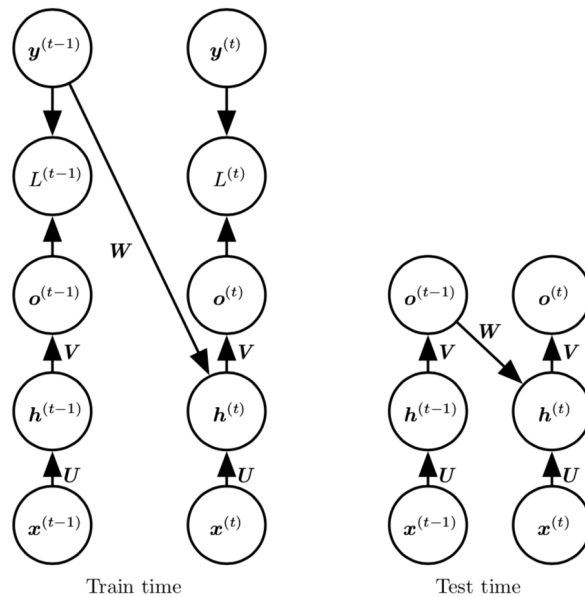 y^{(t−1)} y^{(t)}
L^{(t−1)} L^{(t)}
W
o^{(t−1)} o^{(t)} o^{(t−1)} o^{(t)}
W
V V V V
h^{(t−1)} h^{(t)} h^{(t−1)} h^{(t)}
U U U U
x^{(t−1)} x^{(t)} x^{(t−1)} x^{(t)}
Train time Test time